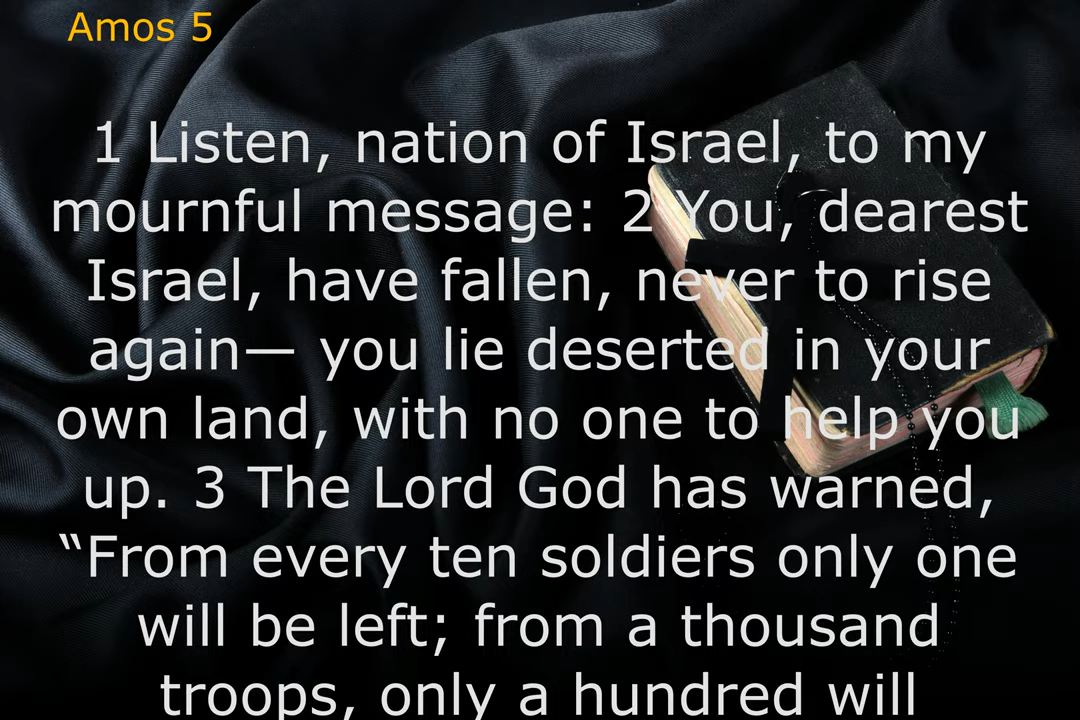 Amos 5
1 Listen, nation of Israel, to my
mournful message: 2 You, dearest
Israel, have fallen, never to rise
again— you lie deserted in your
own land, with no one to help you
up. 3 The Lord God has warned,
“From every ten soldiers only one
will be left; from a thousand
troops, only a hundred will